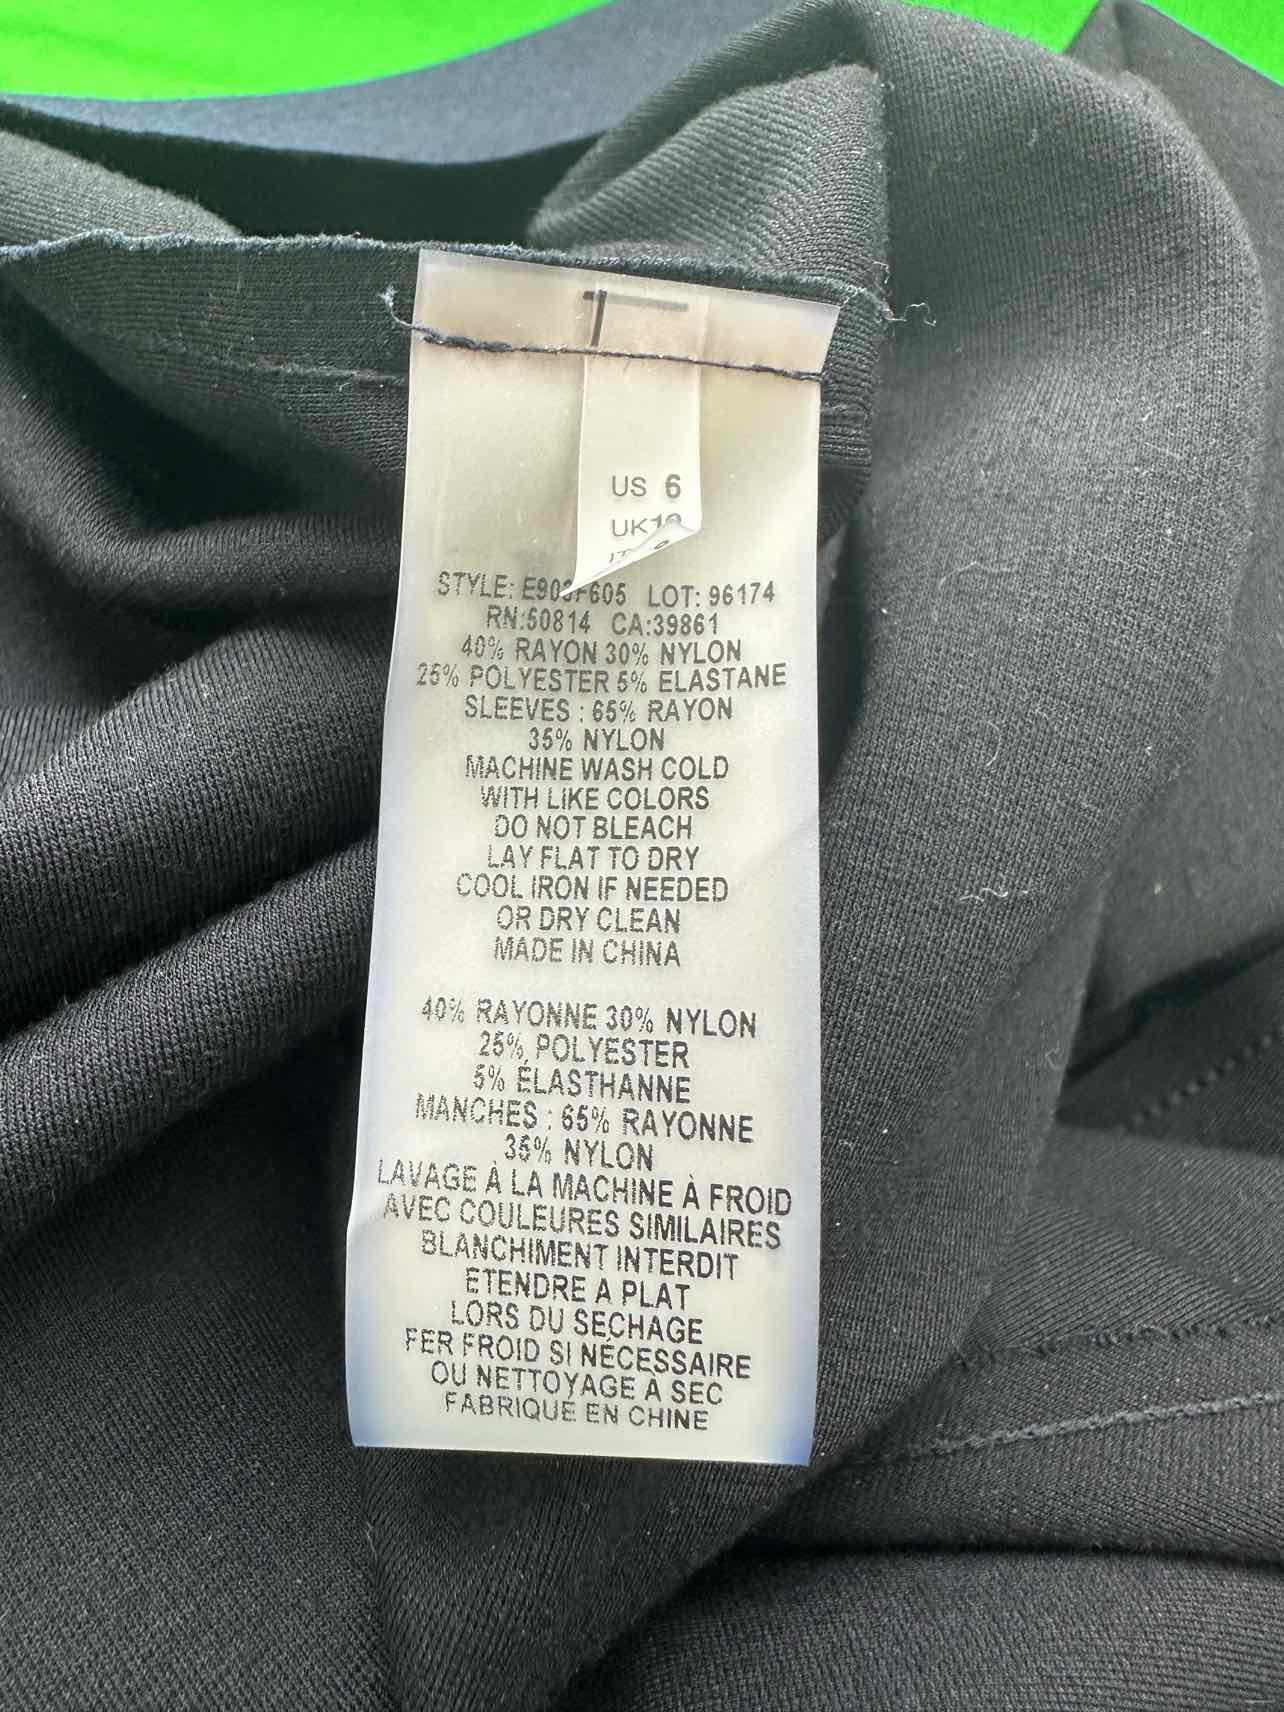 US 6
STYLE: LOT: 96174
RN:50814 CA:39861
40% RAYON 30% NYLON
25% POLYESTER 5% ELASTANE
SLEEVES : 65% RAYON
35% NYLON
MACHINE WASH COLD
WITH LIKE COLORS
DO NOT BLEACH
LAY FLAT TO DRY
COOL IRON IF NEEDED
OR DRY CLEAN
MADE IN CHINA
40% RAYONNE 30% NYLON
25% POLYESTER
5% ÉLASTHANNE
MANCHES : 65% RAYONNE
35% NYLON
LAVAGE À LA MACHINE À FROID
AVEC COULEURES SIMILAIRES
BLANCHIMENT INTERDIT
ETENDRE A PLAT
LORS DU SECHAGE
FER FROID SI NÉCESSAIRE
OU NETTOYAGE À SEC
FABRIQUE EN CHINE